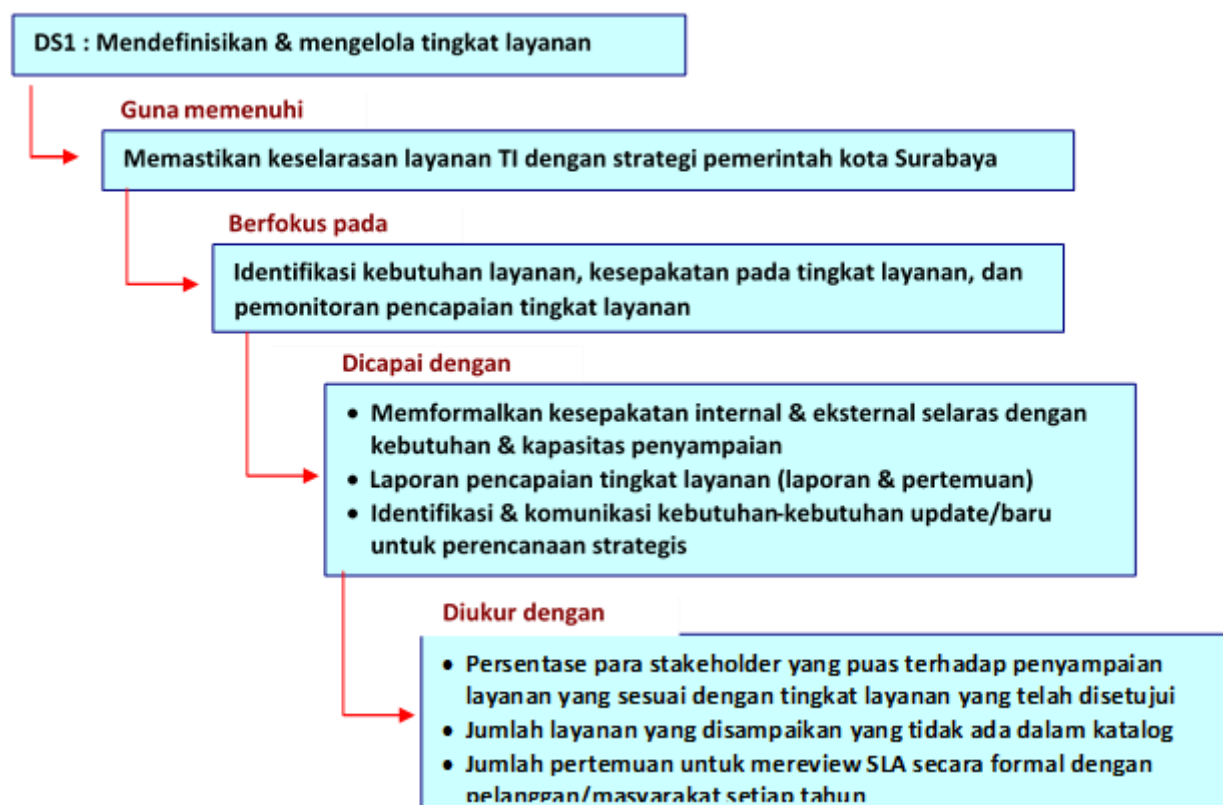 DS1 : Mendefinisikan & mengelola tingkat layanan
Guna memenuhi
Memastikan keselarasan layanan TI dengan strategi pemerintah kota Surabaya
Berfokus pada
Identifikasi kebutuhan layanan, kesepakatan pada tingkat layanan, dan
pemonitoran pencapaian tingkat layanan
Dicapai dengan
• Memformalkan kesepakatan internal & eksternal selaras dengan
kebutuhan & kapasitas penyampaian
• Laporan pencapaian tingkat layanan (laporan & pertemuan)
• Identifikasi & komunikasi kebutuhan-kebutuhan update/baru
untuk perencanaan strategis
Diukur dengan
• Persentase para stakeholder yang puas terhadap penyampaian
layanan yang sesuai dengan tingkat layanan yang telah disetujui
• Jumlah layanan yang disampaikan yang tidak ada dalam katalog
• Jumlah pertemuan untuk mereview SLA secara formal dengan
pelanggan/masyarakat setiap tahun